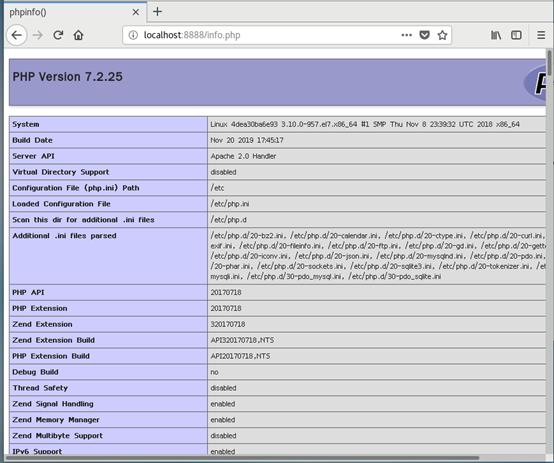 phpinfo()
localhost:8888/info.php
PHP Version 7.2.25
System Linux 4dea30ba6e93 3.10.0-957.el7.x86_64 #1 SMP Thu Nov 8 23:39:32 UTC 2018 x86_64
Build Date Nov 20 2019 17:45:17
Server API Apache 2.0 Handler
Virtual Directory Support disabled
Configuration File (php.ini) Path /etc
Loaded Configuration File /etc/php.ini
Scan this dir for additional .ini files /etc/php.d
Additional .ini files parsed /etc/php.d/20-bz2.ini, /etc/php.d/20-calendar.ini, /etc/php.d/20-ctype.ini, /etc/php.d/20-curl.ini,
exif.ini, /etc/php.d/20-fileinfo.ini, /etc/php.d/20-ftp.ini, /etc/php.d/20-gd.ini, /etc/php.d/20-gett
/etc/php.d/20-iconv.ini, /etc/php.d/20-json.ini, /etc/php.d/20-mysqlnd.ini, /etc/php.d/20-pdo.ini,
/20-phar.ini, /etc/php.d/20-sockets.ini, /etc/php.d/20-sqlite3.ini, /etc/php.d/20-tokenizer.ini, /et
mysqli.ini, /etc/php.d/30-pdo_mysql.ini, /etc/php.d/30-pdo_sqlite.ini
PHP API 20170718
PHP Extension 20170718
Zend Extension 320170718
Zend Extension Build API320170718,NTS
PHP Extension Build API20170718,NTS
Debug Build no
Thread Safety disabled
Zend Signal Handling enabled
Zend Memory Manager enabled
Zend Multibyte Support disabled
IPv6 Support enabled